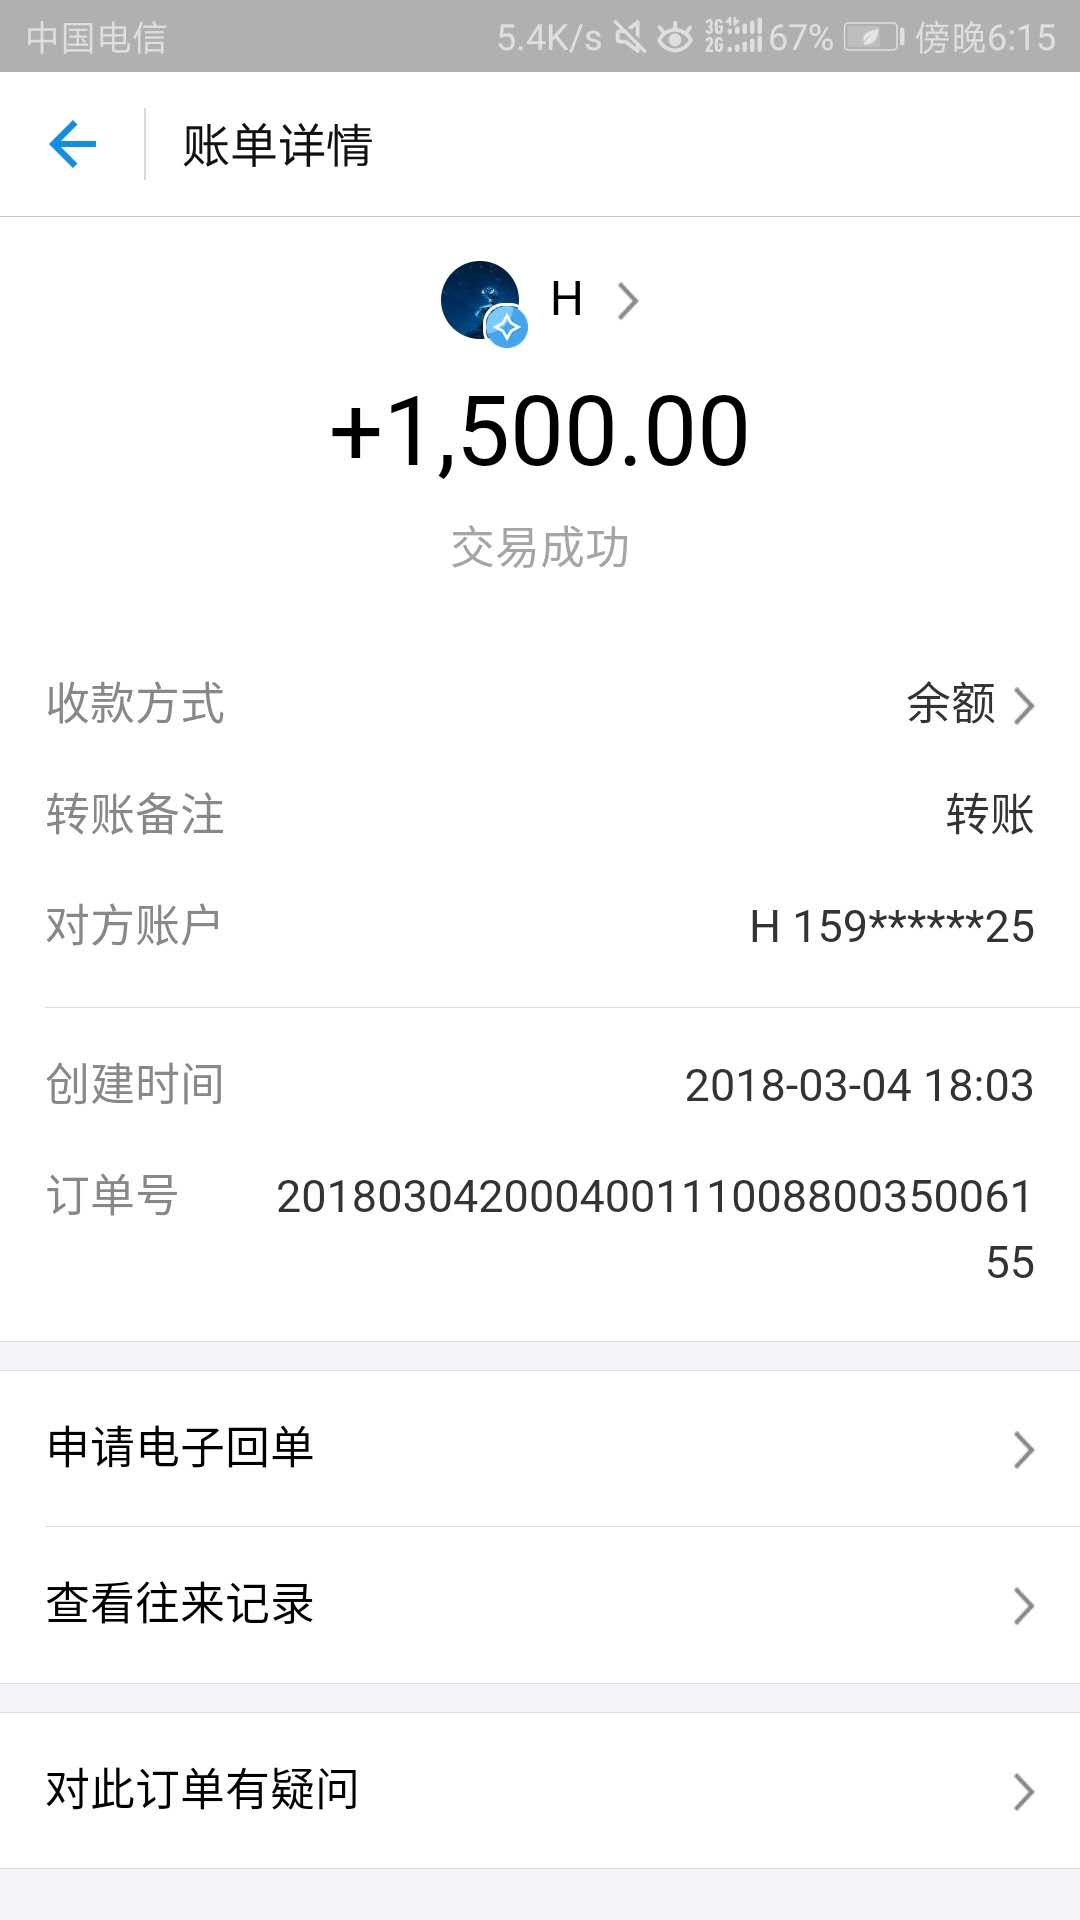 中国电信 5.4K/s 3G 4+ 2G 67% 傍晚6:15
账单详情
H
+1,500.00
交易成功
收款方式 余额
转账备注 转账
对方账户 H 159******25
创建时间 2018-03-04 18:03
订单号 201803042000400111008800350061
55
申请电子回单
查看往来记录
对此订单有疑问